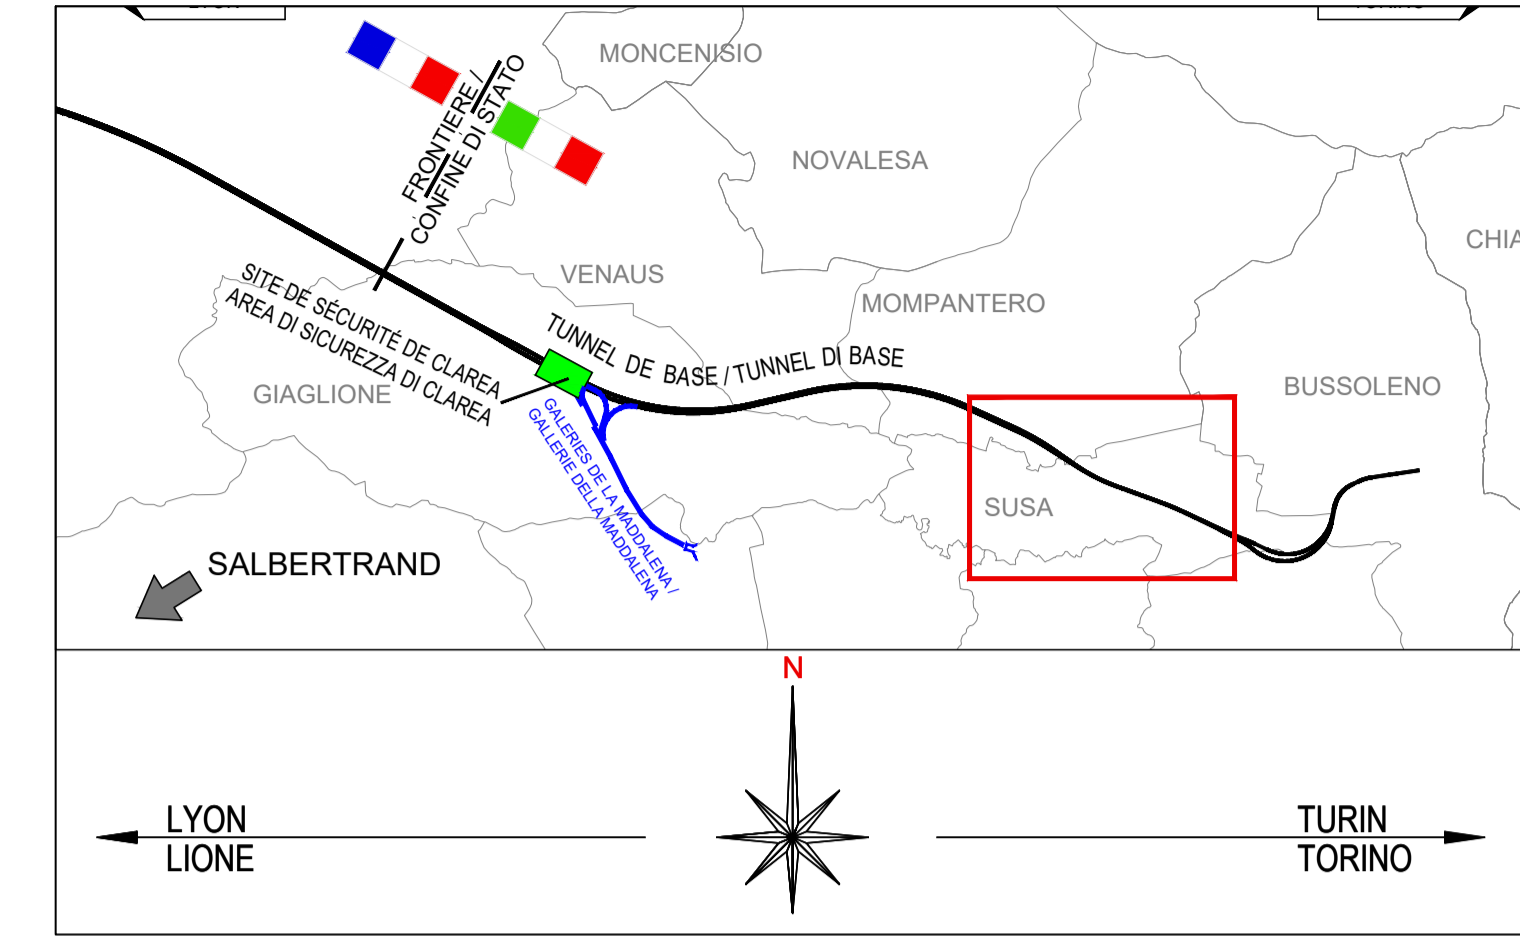 MONCENISIO
FRONTIERE /
CONFINE DI STATO
NOVALESA
CHIA
VENAUS
SITE DE SÉCURITÉ DE CLAREA
AREA DI SICUREZZA DI CLAREA
MOMPANTERO
TUNNEL DE BASE / TUNNEL DI BASE
GIAGLIONE
BUSSOLENO
GALERIES DE LA MADDALENA /
GALLERIE DELLA MADDALENA
SUSA
SALBERTRAND
N
LYON
LIONE
TURIN
TORINO